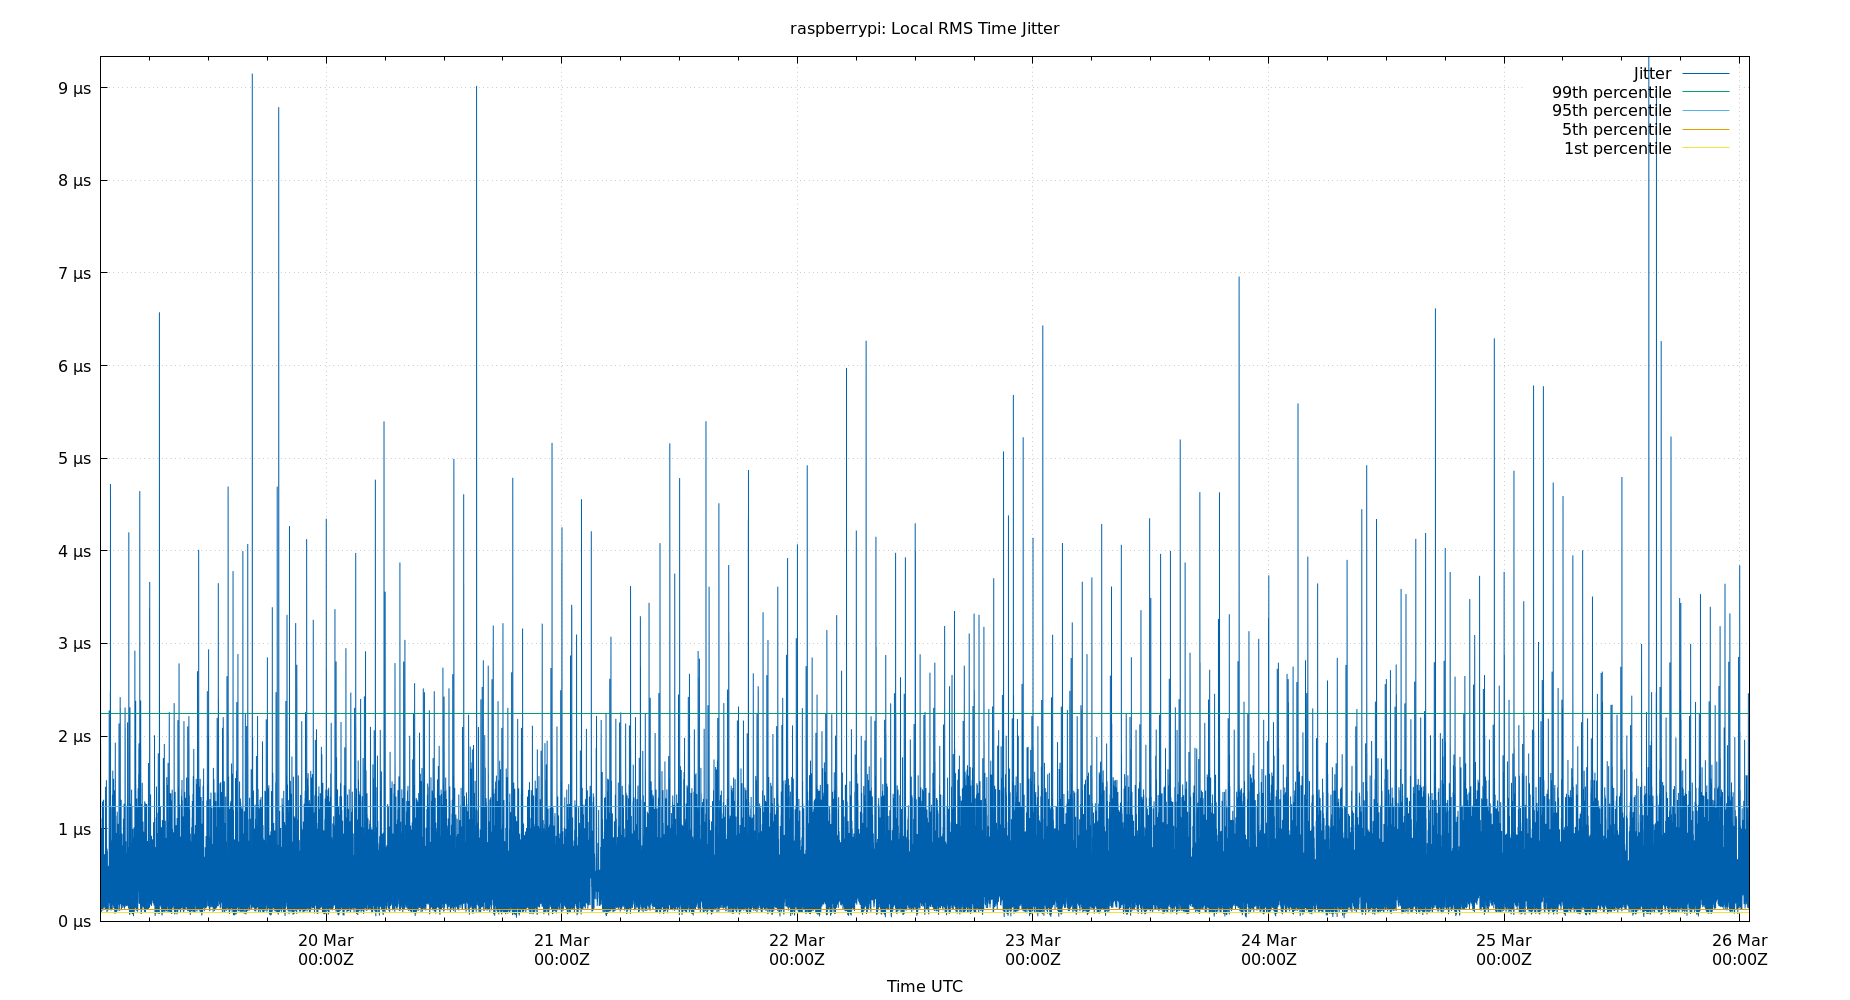 raspberrypi: Local RMS Time Jitter
Jitter
99th percentile
95th percentile
5th percentile
1st percentile
9 µs
8 µs
7 µs
6 µs
5 µs
4 µs
3 µs
2 µs
1 µs
0 µs
20 Mar 21 Mar 22 Mar 23 Mar 24 Mar 25 Mar 26 Mar
00:00Z 00:00Z 00:00Z 00:00Z 00:00Z 00:00Z 00:00Z
Time UTC